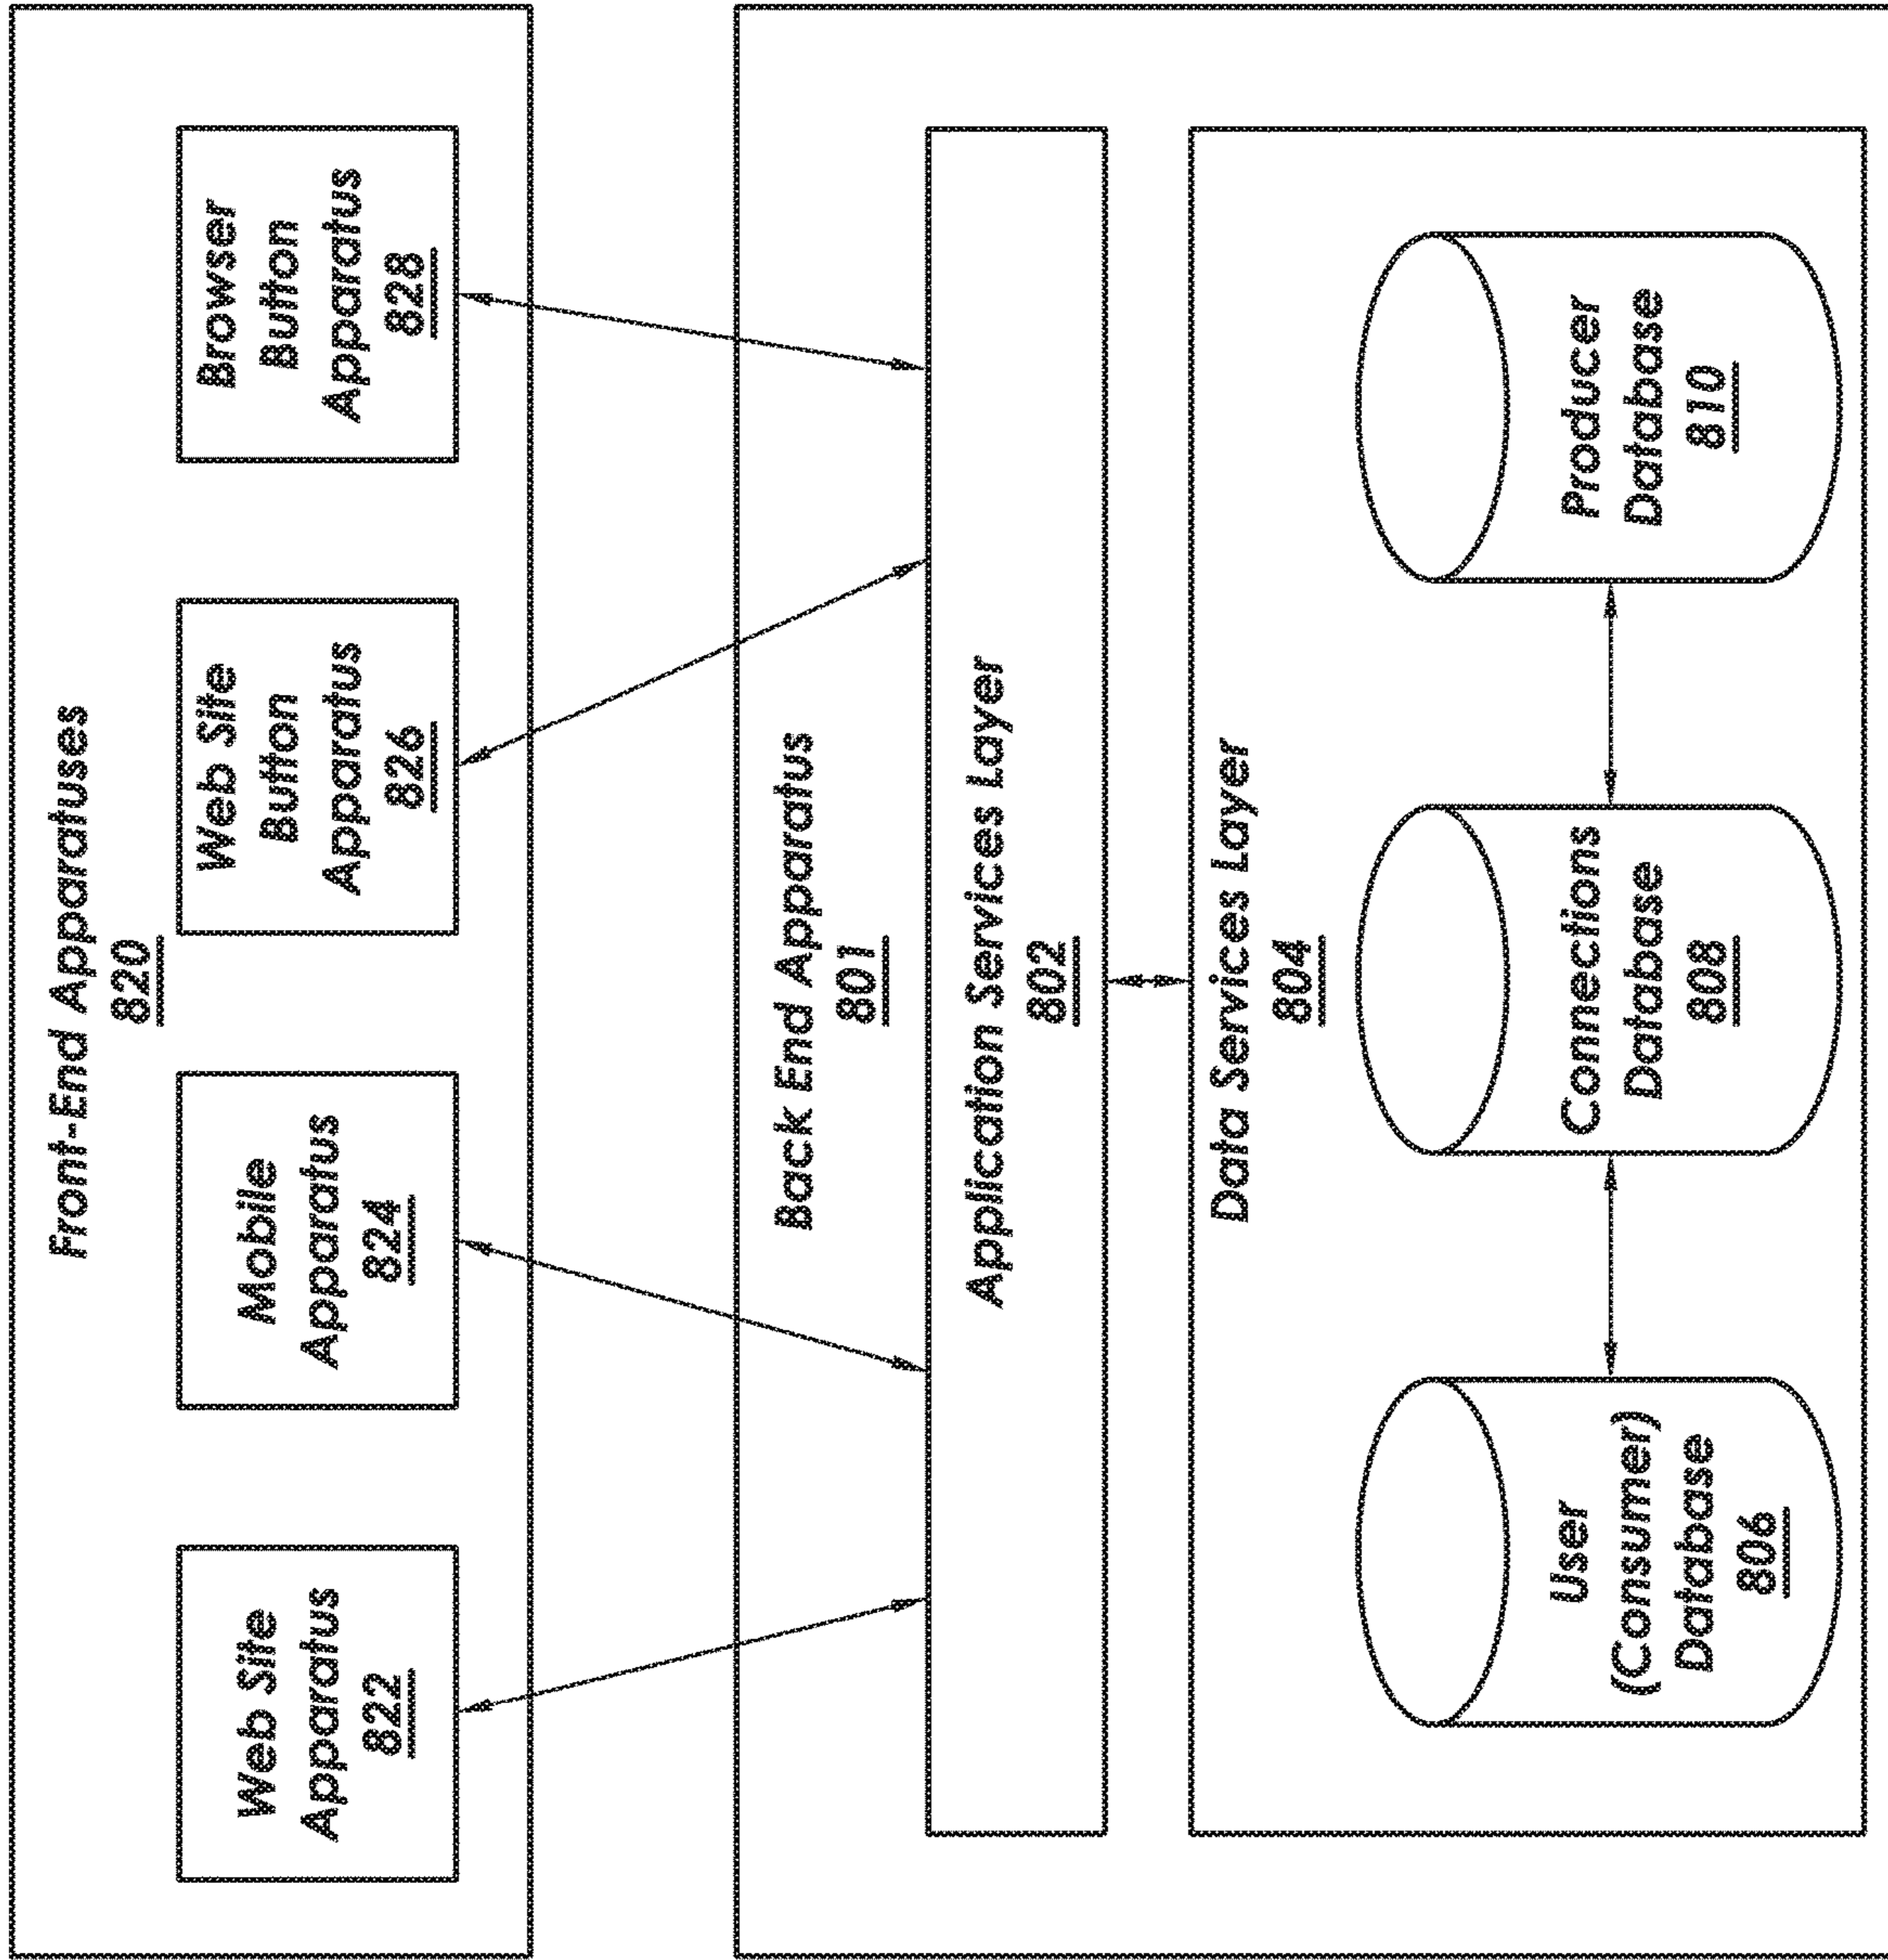 Front-End Apparatuses
820
Web Site
Apparatus
822
Mobile
Apparatus
824
Web Site
Button
Apparatus
826
Browser
Button
Apparatus
828
Back End Apparatus
801
Application Services Layer
802
Data Services Layer
804
User
(Consumer)
Database
806
Connections
Database
808
Producer
Database
810